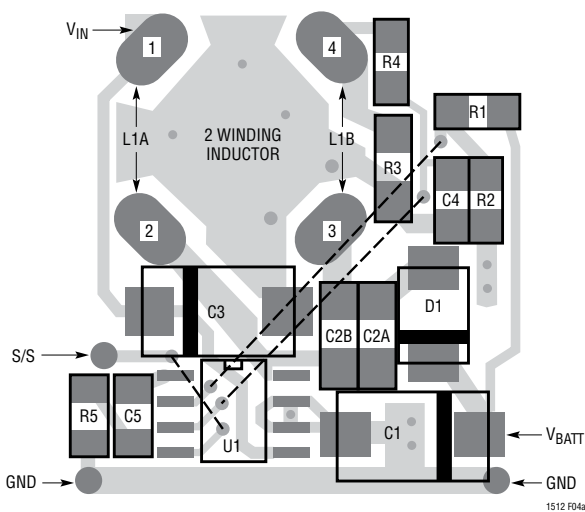 VIN
1
4
R4
R1
L1A
2 WINDING
INDUCTOR
L1B
R3
C4
R2
2
3
C3
D1
C2B
C2A
S/S
R5
C5
U1
C1
VBATT
GND
GND
1512 F04a